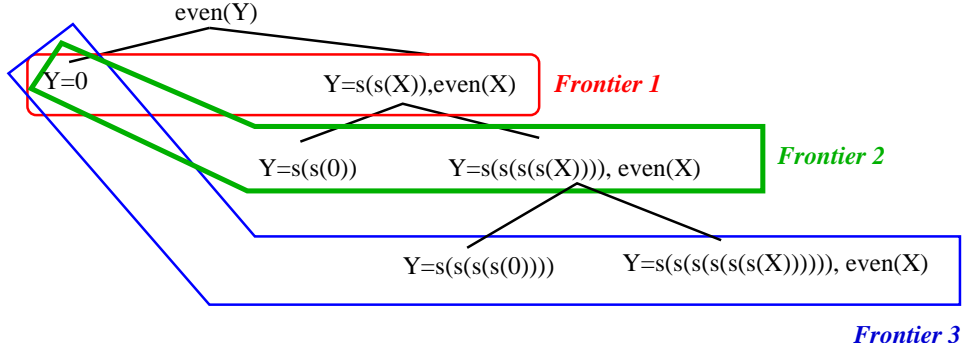 even(Y)
Y=0 Y=s(s(X)),even(X) Frontier 1
Y=s(s(0)) Y=s(s(s(s(X)))), even(X) Frontier 2
Y=s(s(s(s(0)))) Y=s(s(s(s(s(s(X)))))), even(X)
Frontier 3